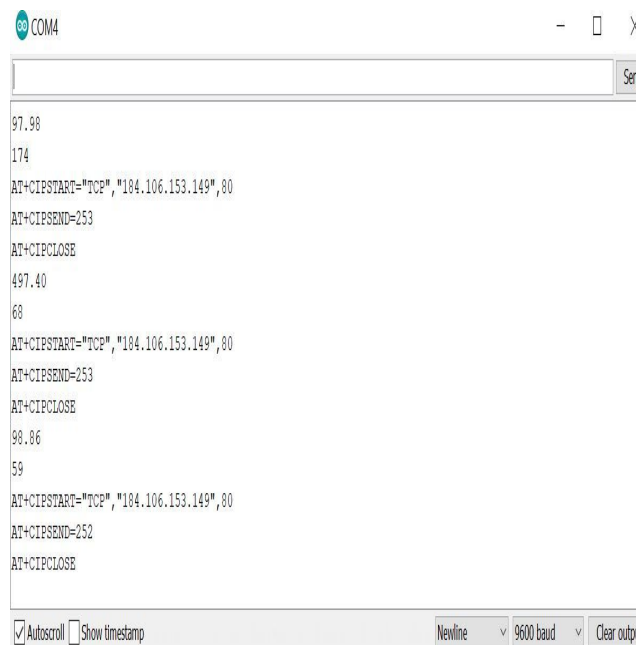 COM4
Sen
97.98
174
AT+CIPSTART="TCP","184.106.153.149",80
AT+CIPSEND=253
AT+CIPCLOSE
497.40
68
AT+CIPSTART="TCP","184.106.153.149",80
AT+CIPSEND=253
AT+CIPCLOSE
98.86
59
AT+CIPSTART="TCP","184.106.153.149",80
AT+CIPSEND=252
AT+CIPCLOSE
Autoscroll Show timestamp Newline 9600 baud Clear outp